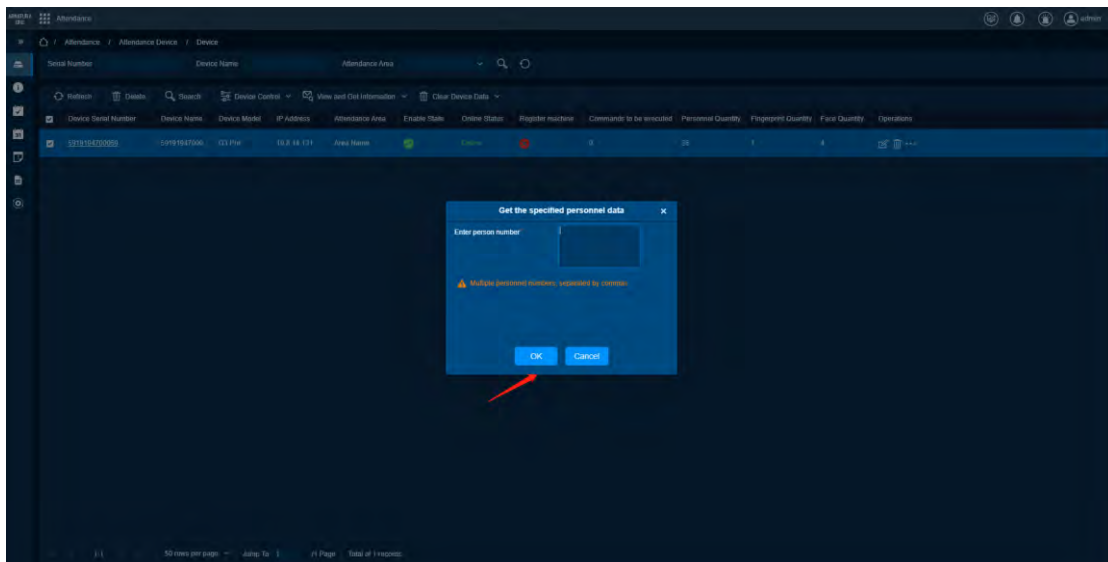 Attendance
admin
/ Attendance / Attendance Device / Device
Serial Number Device Name Attendance Area
Refresh Delete Search Device Control View and Get Information Clear Device Data
Device Serial Number Device Name Device Model IP Address Attendance Area Enable State Online Status Register machine Commands to be executed Personnel Quantity Fingerprint Quantity Face Quantity Operations
Area Name Online 0 1 4
Get the specified personnel data ×
Enter person number*
Multiple personnel numbers, separated by commas
OK Cancel
50 rows per page Jump To 1 /1 Page Total of 1 records